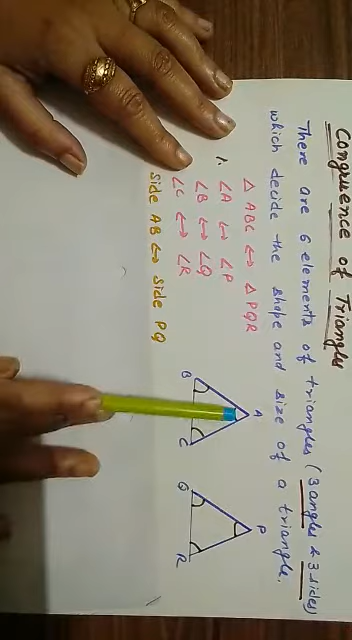 Congruence of Triangles
There are 6 elements of triangles (3 angles & 3 sides)
which decide the shape and size of a triangle.
△ ABC ↔ △ PQR
∴ ∠A ↔ ∠P
∠B ↔ ∠Q
∠C ↔ ∠R
Side AB ↔ Side PQ
A
B C
P
Q R